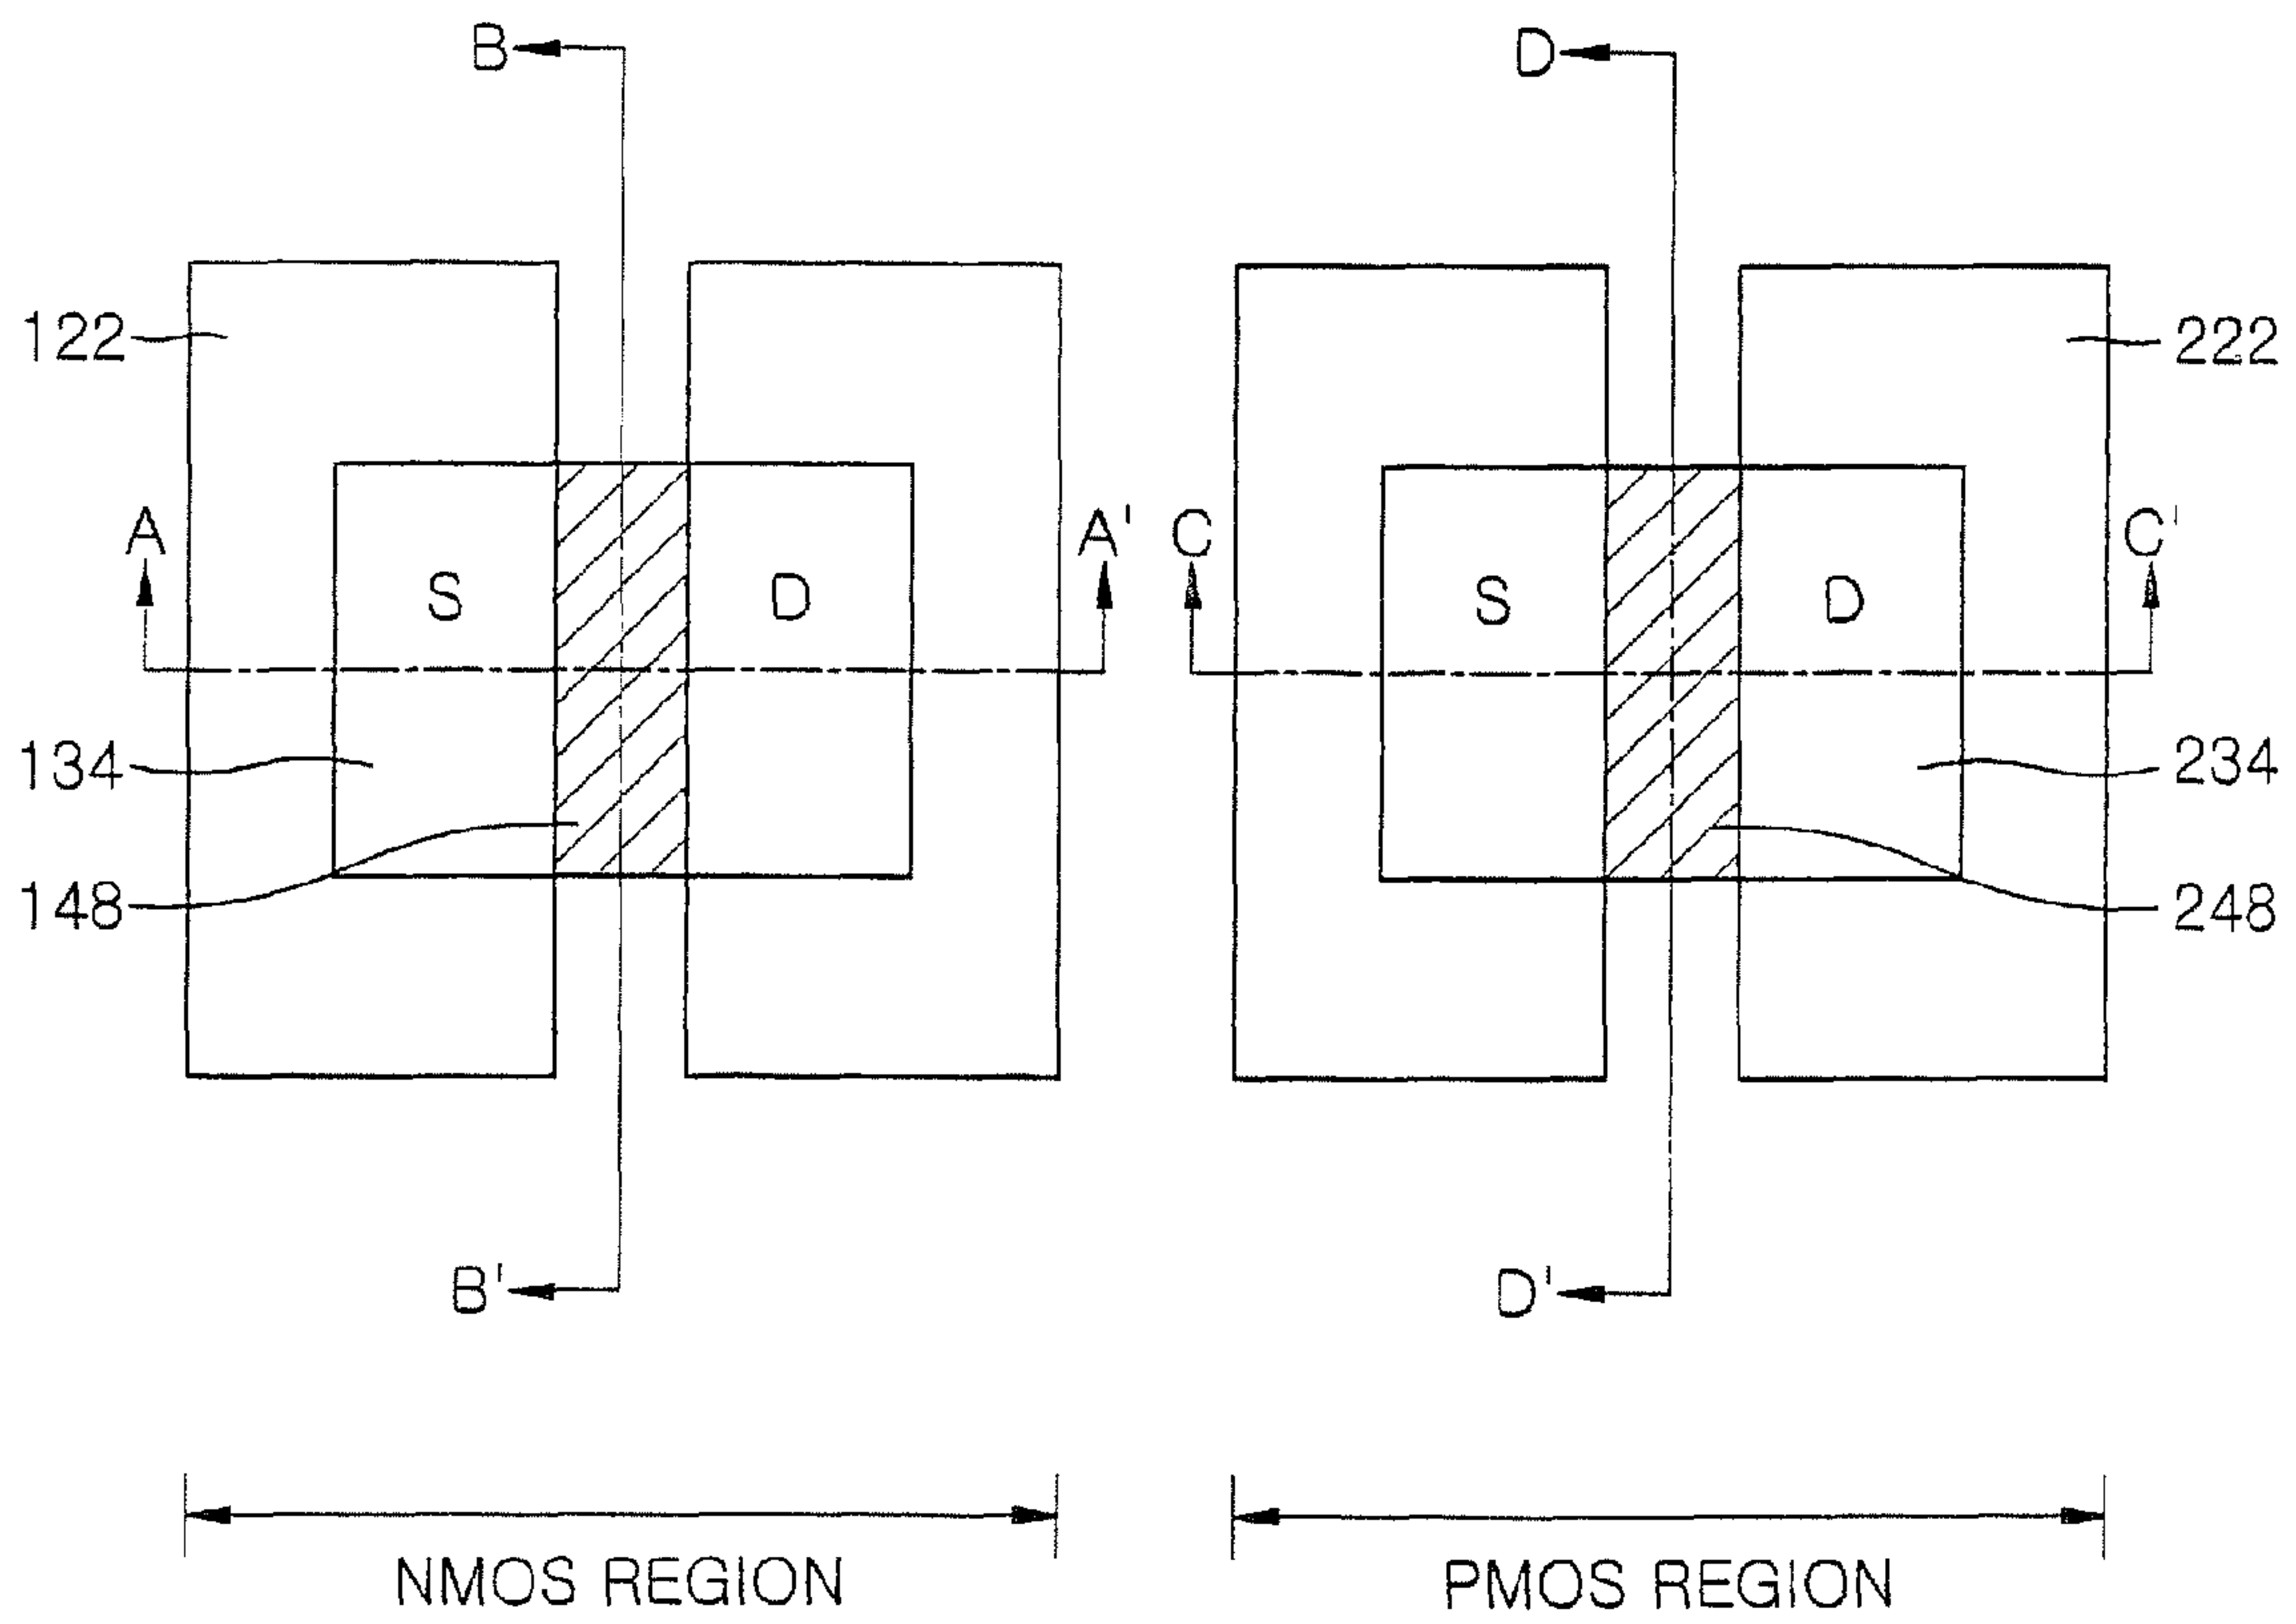 B
D
122
222
A
A'
C
C'
S
D
S
D
134
234
148
248
B'
D'
NMOS REGION
PMOS REGION